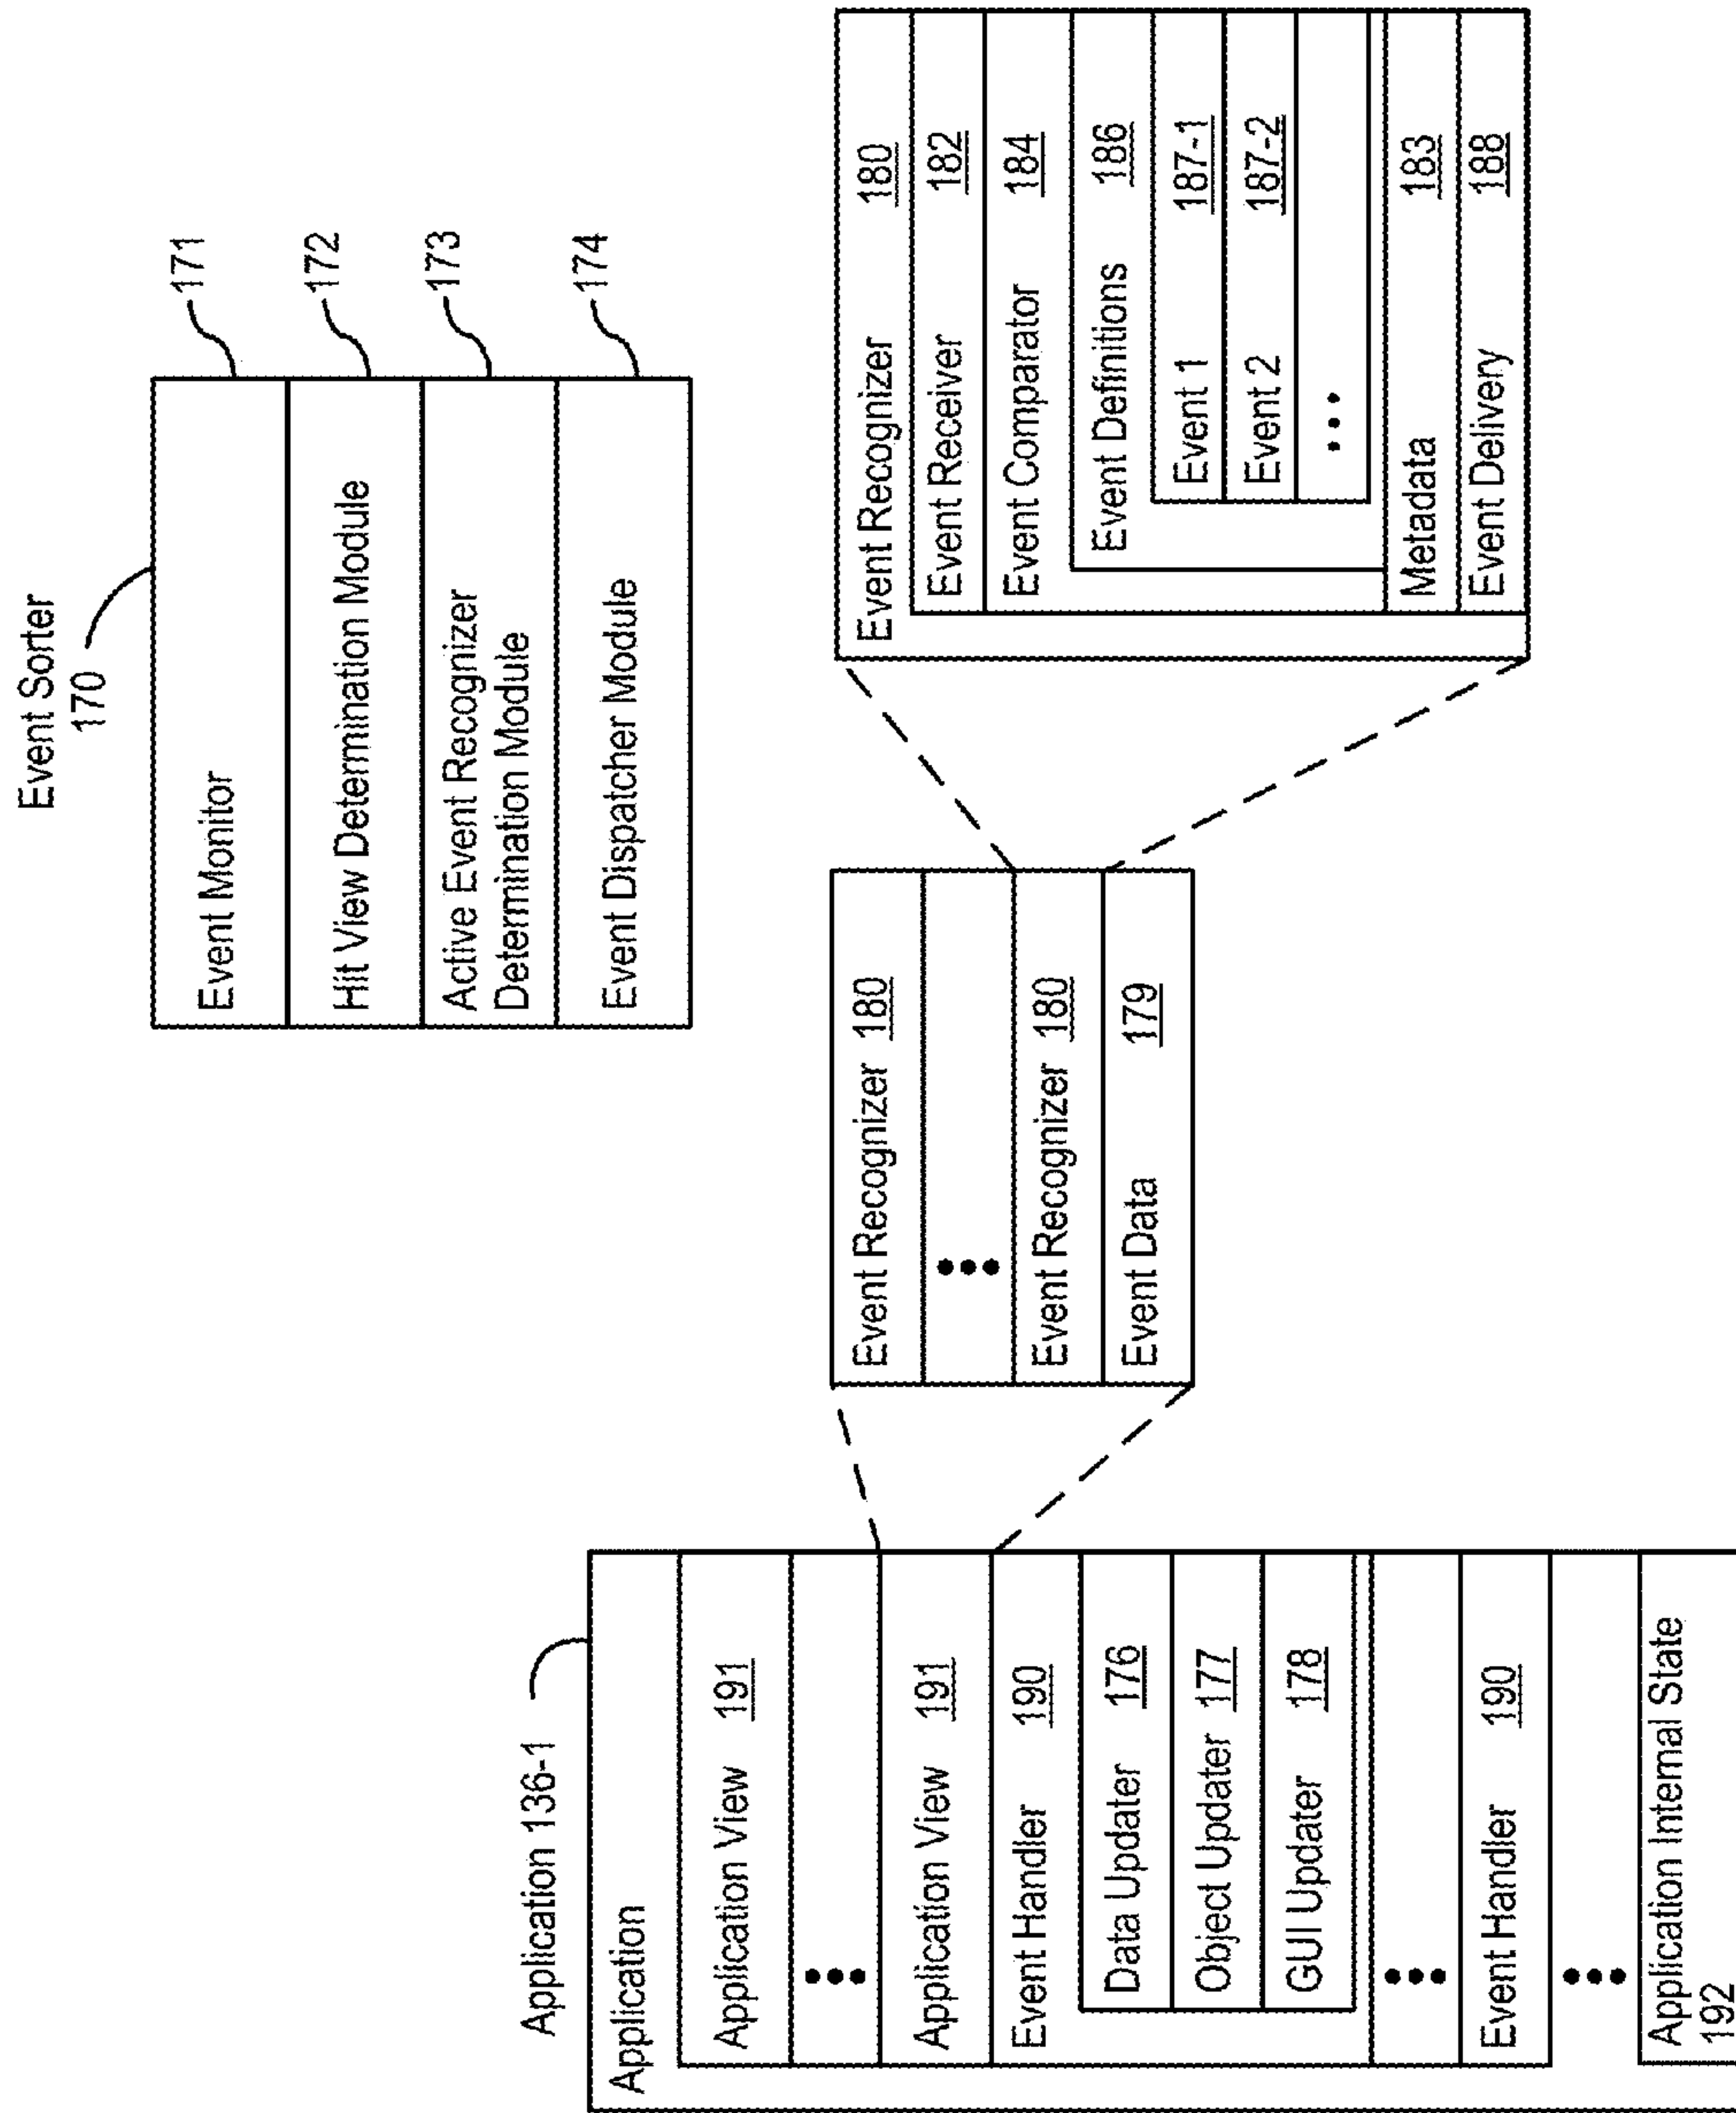 Event Sorter
170
Event Monitor
171
Hit View Determination Module
172
Active Event Recognizer
Determination Module
173
Event Dispatcher Module
174
Application 136-1
Application
Application View 191
•••
Application View 191
Event Handler 190
Data Updater 176
Object Updater 177
GUI Updater 178
•••
Event Handler 190
•••
Application Internal State
192
Event Recognizer 180
•••
Event Recognizer 180
Event Data 179
Event Recognizer 180
Event Receiver 182
Event Comparator 184
Event Definitions 186
Event 1 187-1
Event 2 187-2
•••
Metadata 183
Event Delivery 188